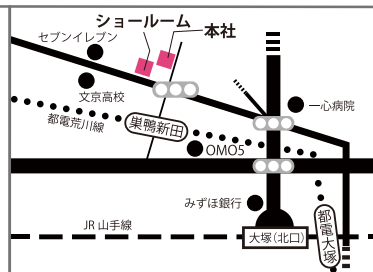 ショールーム
セブンイレブン
本社
文京高校
一心病院
都電荒川線
巣鴨新田
OMO5
みずほ銀行
都電大塚
大塚(北口)
JR 山手線